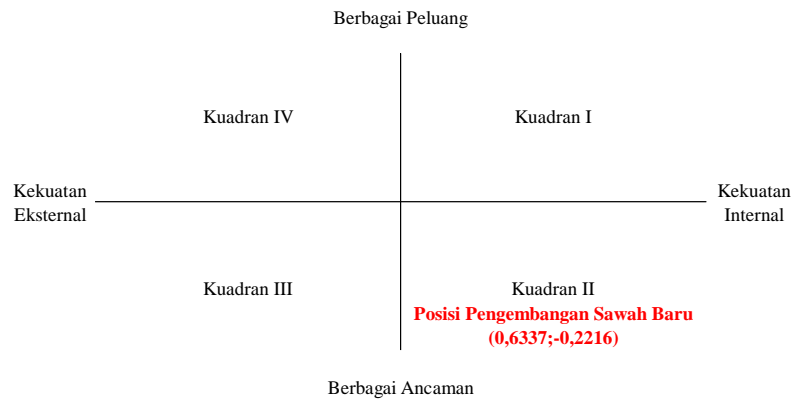 Berbagai Peluang
Kuadran IV
Kuadran I
Kekuatan
Eksternal
Kekuatan
Internal
Kuadran III
Kuadran II
Posisi Pengembangan Sawah Baru
(0,6337;-0,2216)
Berbagai Ancaman